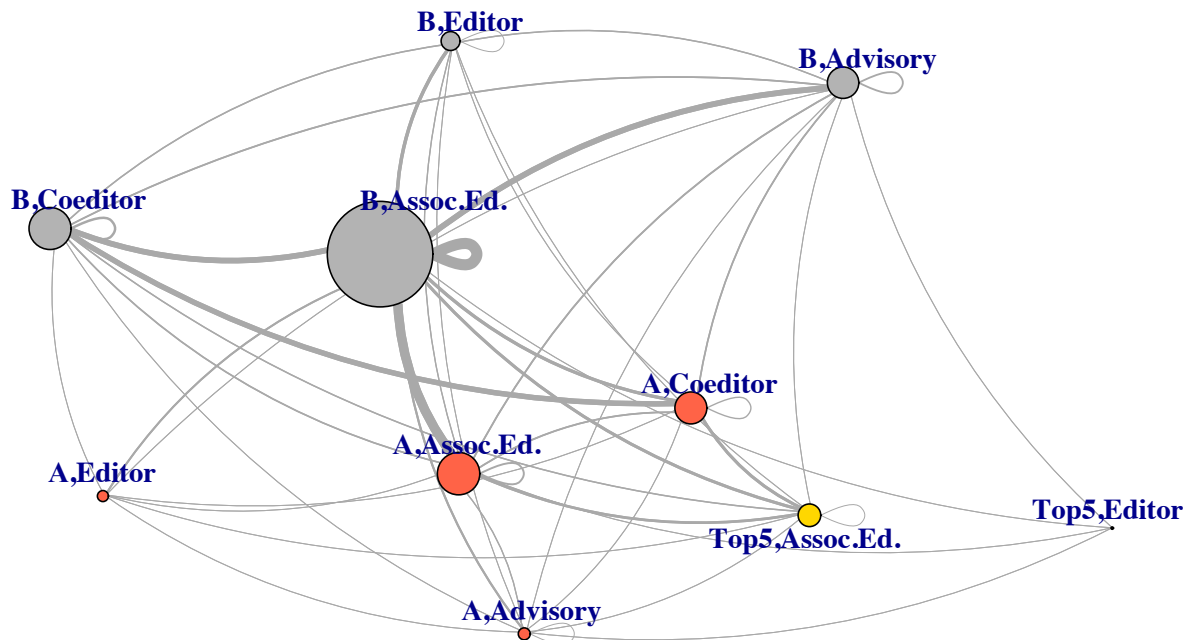 B,Editor
B,Advisory
B,Coeditor
B,Assoc.Ed.
A,Coeditor
A,Assoc.Ed.
A,Editor
Top5,Editor
Top5,Assoc.Ed.
A,Advisory